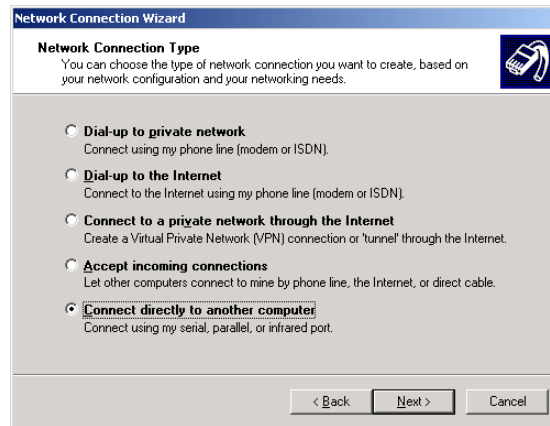 Network Connection Wizard
Network Connection Type
You can choose the type of network connection you want to create, based on
your network configuration and your networking needs.
Dial-up to private network
Connect using my phone line (modem or ISDN).
Dial-up to the Internet
Connect to the Internet using my phone line (modem or ISDN).
Connect to a private network through the Internet
Create a Virtual Private Network (VPN) connection or 'tunnel' through the Internet.
Accept incoming connections
Let other computers connect to mine by phone line, the Internet, or direct cable.
Connect directly to another computer
Connect using my serial, parallel, or infrared port.
< Back Next > Cancel